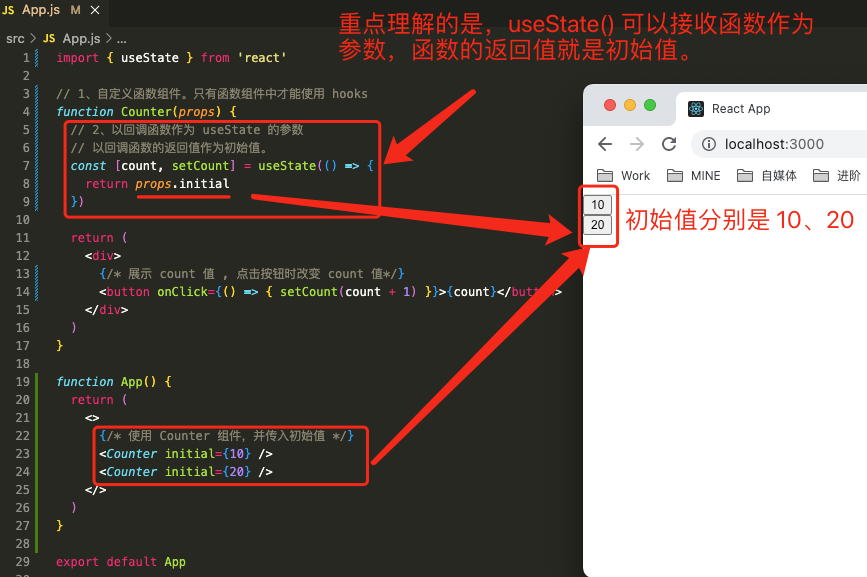 JS App.js M ×
重点理解的是，useState() 可以接收函数作为
参数，函数的返回值就是初始值。
src > JS App.js > ...
1 import { useState } from 'react'
2
3 // 1、自定义函数组件。只有函数组件中才能使用 hooks
4 function Counter(props) {
5 // 2、以回调函数作为 useState 的参数
6 // 以回调函数的返回值作为初始值。
7 const [count, setCount] = useState(() => {
8 return props.initial
9 })
10
11 return (
12 <div>
13 {/* 展示 count 值 , 点击按钮时改变 count 值*/}
14 <button onClick={() => { setCount(count + 1) }}>{count}</button>
15 </div>
16 )
17 }
18
19 function App() {
20 return (
21 <>
22 {/* 使用 Counter 组件，并传入初始值 */}
23 <Counter initial={10} />
24 <Counter initial={20} />
25 </>
26 )
27 }
28
29 export default App
React App
localhost:3000
Work MINE 自媒体 进阶
10
20
初始值分别是 10、20